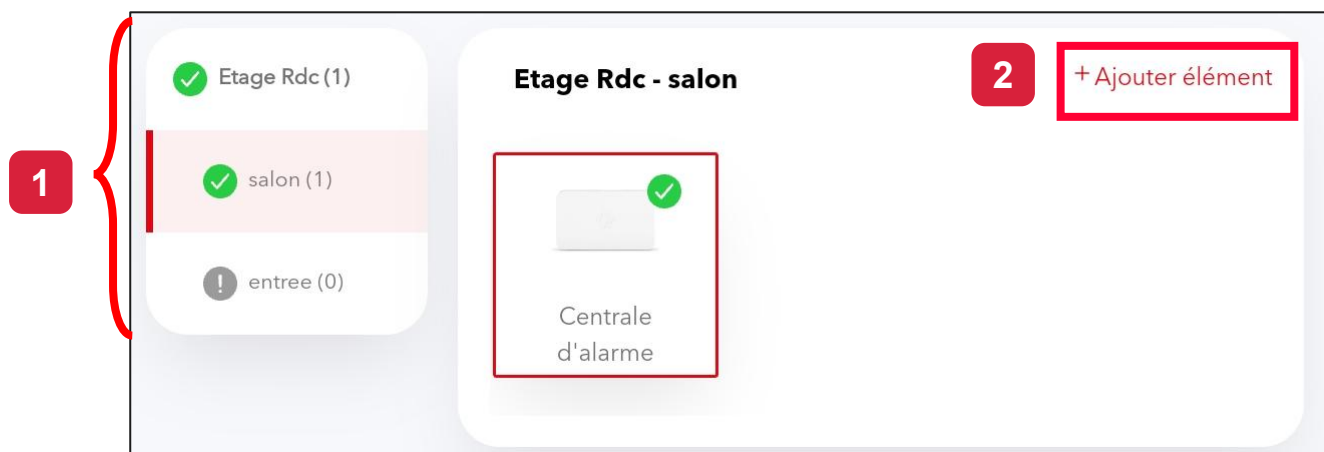 1
Etage Rdc (1)
salon (1)
entree (0)
Etage Rdc - salon
2
+ Ajouter élément
Centrale
d'alarme